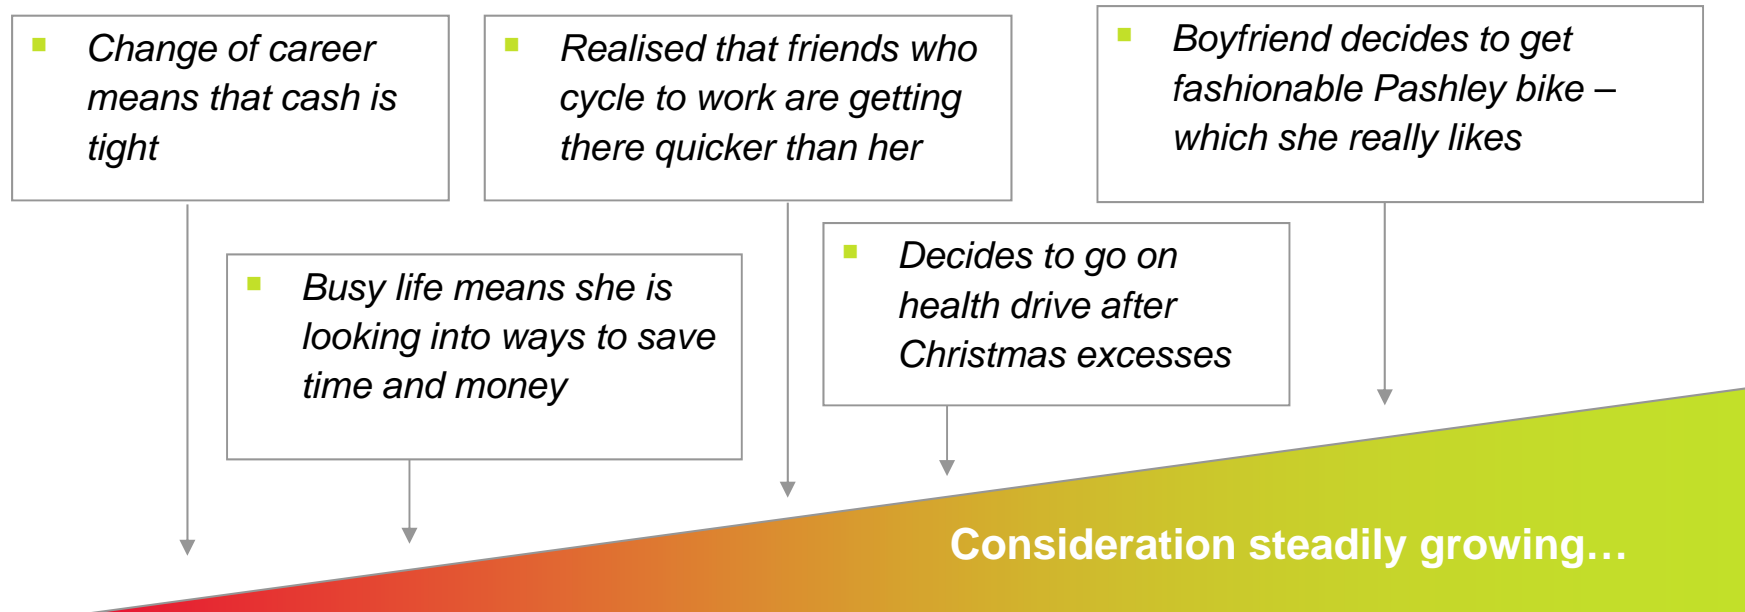 ▪ Change of career
means that cash is
tight
▪ Busy life means she is
looking into ways to save
time and money
▪ Realised that friends who
cycle to work are getting
there quicker than her
▪ Decides to go on
health drive after
Christmas excesses
▪ Boyfriend decides to get
fashionable Pashley bike –
which she really likes
Consideration steadily growing…